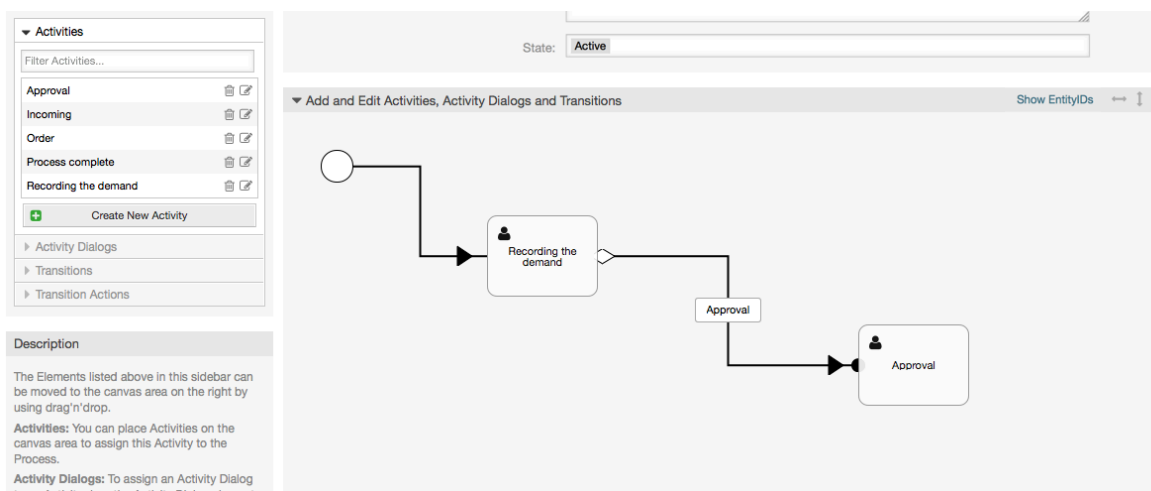 Activities
Filter Activities...
Approval
Incoming
Order
Process complete
Recording the demand
Create New Activity
Activity Dialogs
Transitions
Transition Actions
Description
The Elements listed above in this sidebar can
be moved to the canvas area on the right by
using drag'n'drop.
Activities: You can place Activities on the
canvas area to assign this Activity to the
Process.
Activity Dialogs: To assign an Activity Dialog
State: Active
Add and Edit Activities, Activity Dialogs and Transitions
Show EntityIDs
Recording the
demand
Approval
Approval